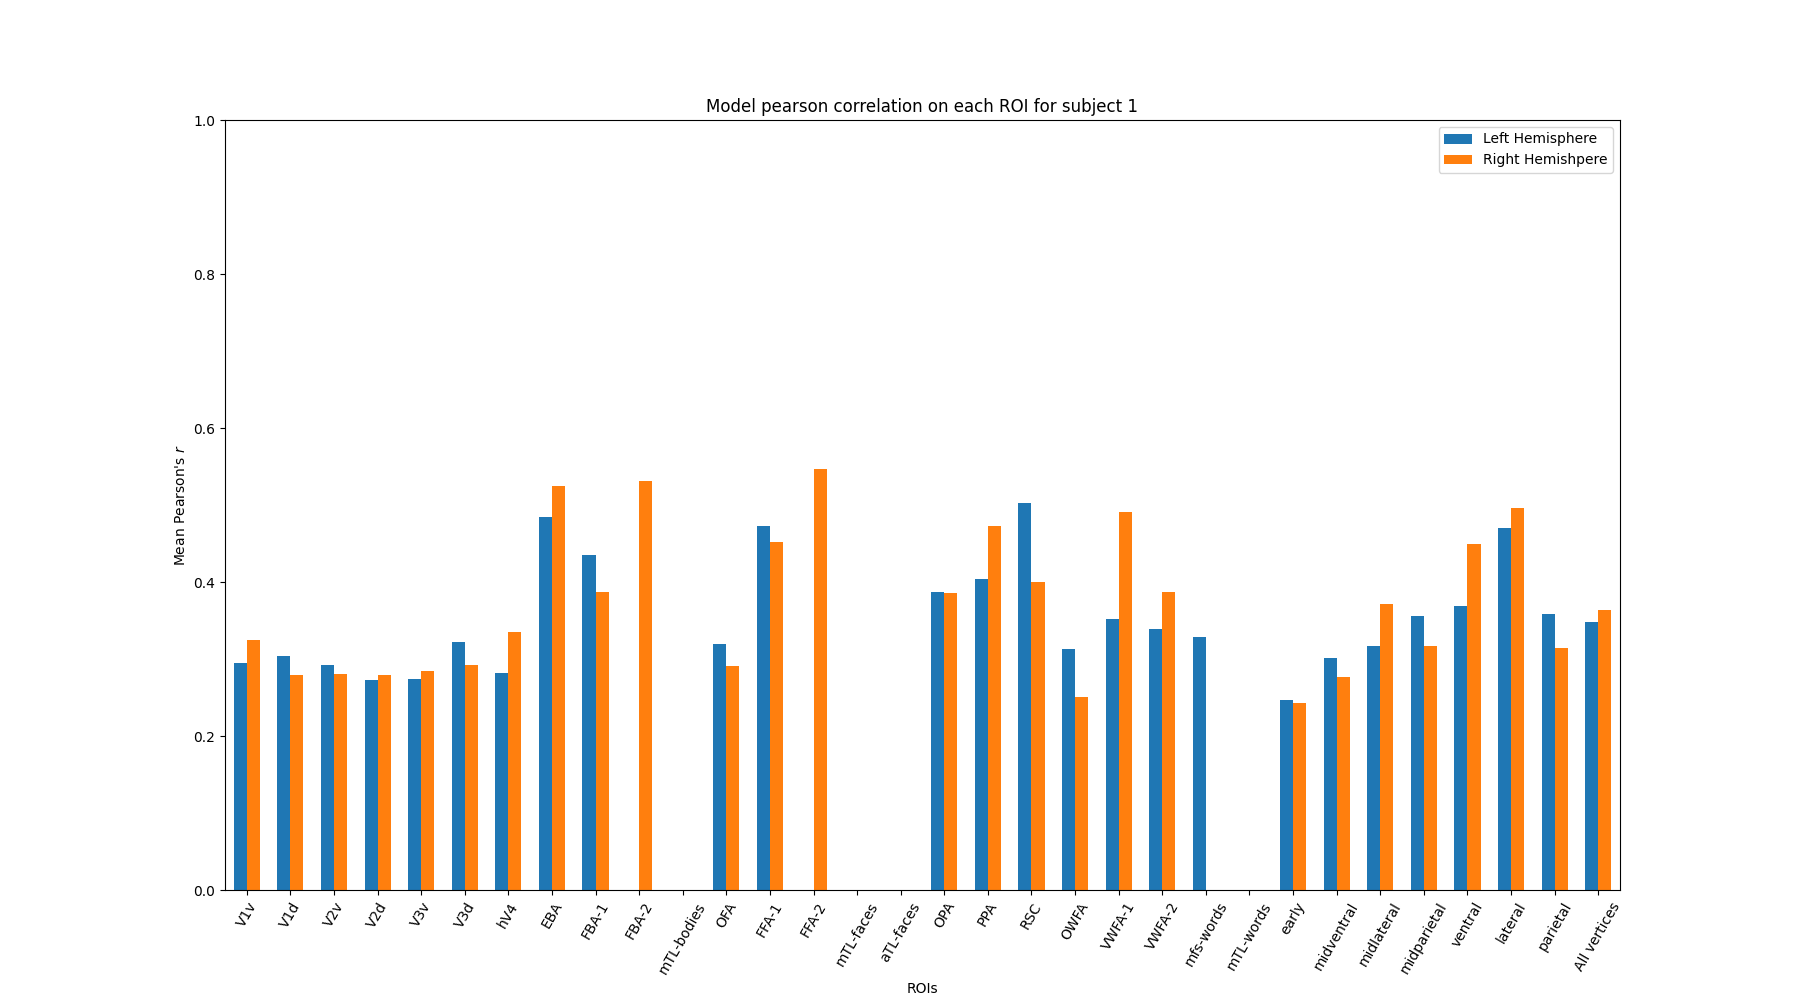 Model pearson correlation on each ROI for subject 1
Left Hemisphere
Right Hemishpere
1.0
0.8
0.6
0.4
0.2
0.0
Mean Pearson's r
V1v
V1d
V2v
V2d
V3v
V3d
hV4
EBA
FBA-1
FBA-2
mTL-bodies
OFA
FFA-1
FFA-2
mTL-faces
aTL-faces
OPA
PPA
RSC
OWFA
VWFA-1
VWFA-2
mfs-words
mTL-words
early
midventral
midlateral
midparietal
ventral
lateral
parietal
All vertices
ROIs